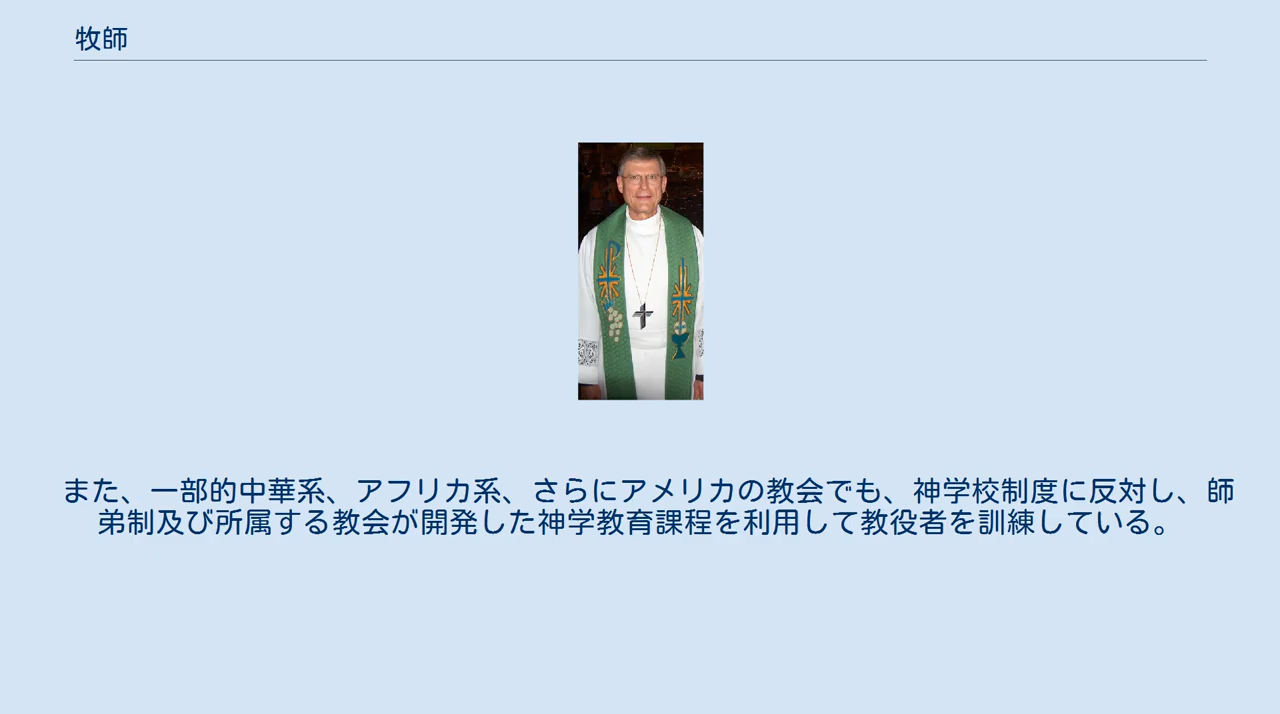 牧師
また、一部的中華系、アフリカ系、さらにアメリカの教会でも、神学校制度に反対し、師
弟制及び所属する教会が開発した神学教育課程を利用して教役者を訓練している。